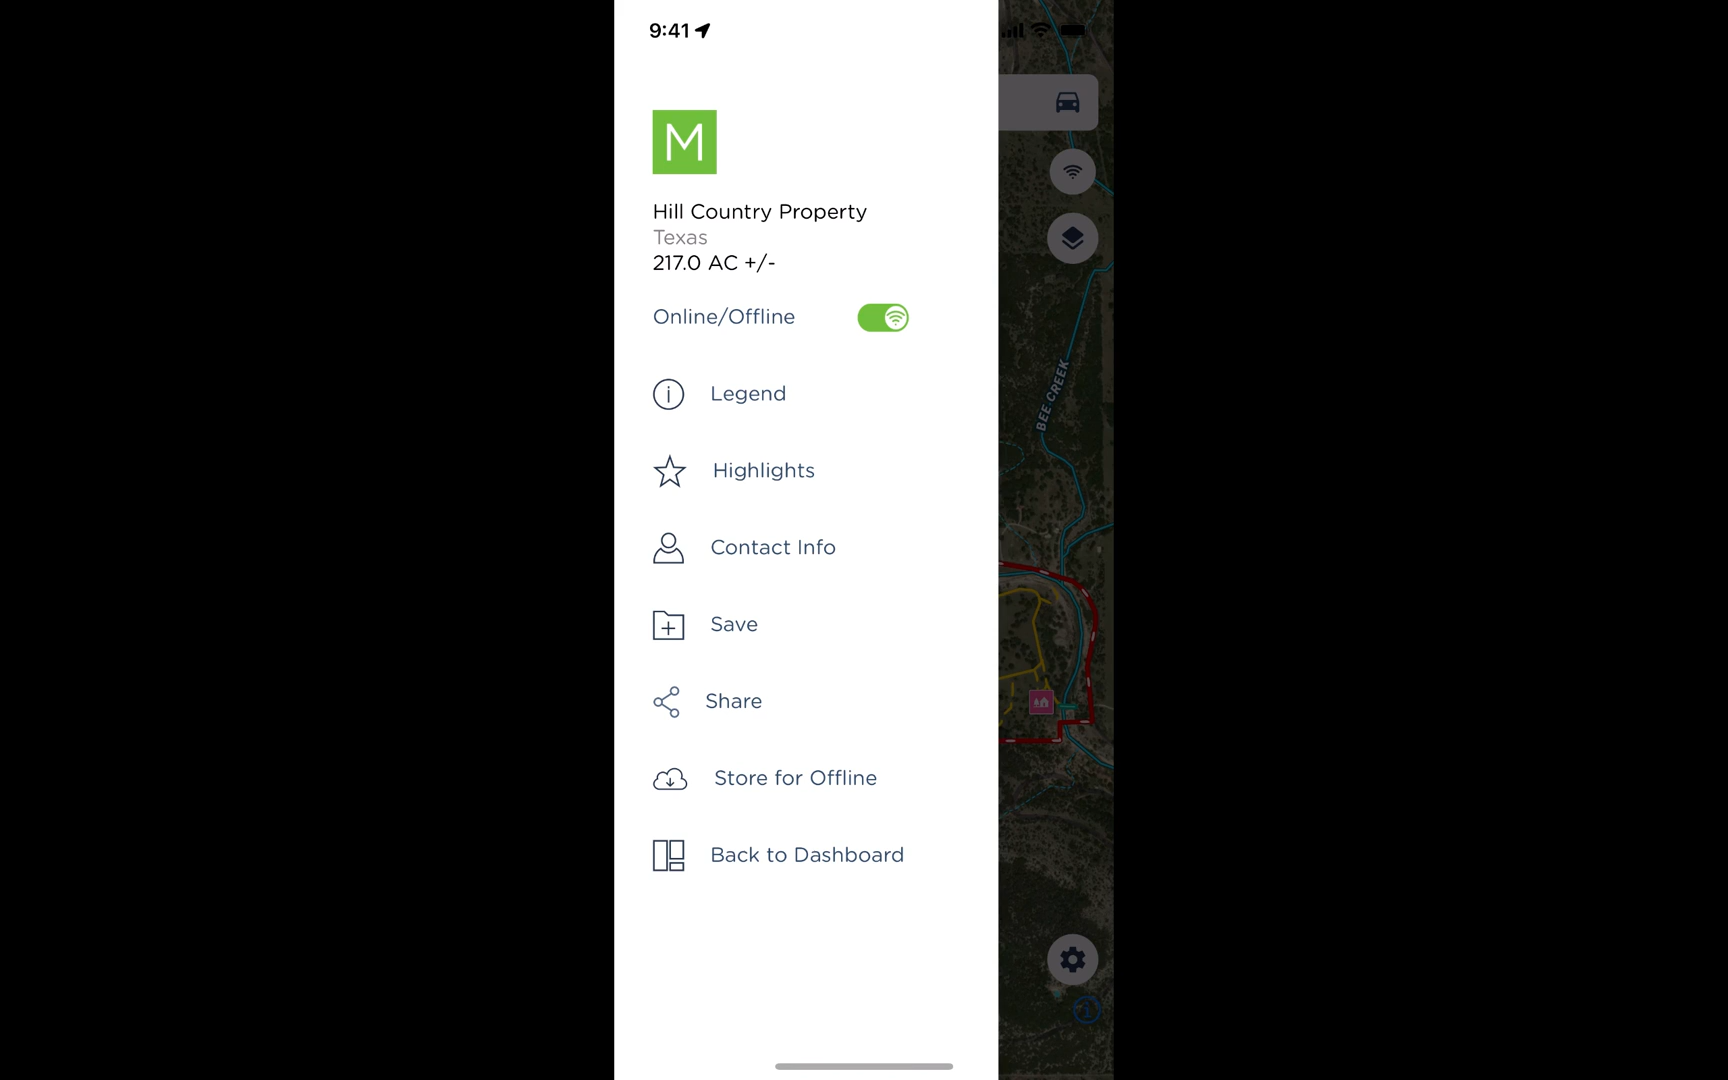 9:41
M
Hill Country Property
Texas
217.0 AC +/-
Online/Offline
Legend
Highlights
Contact Info
Save
Share
Store for Offline
Back to Dashboard
BEE CREEK